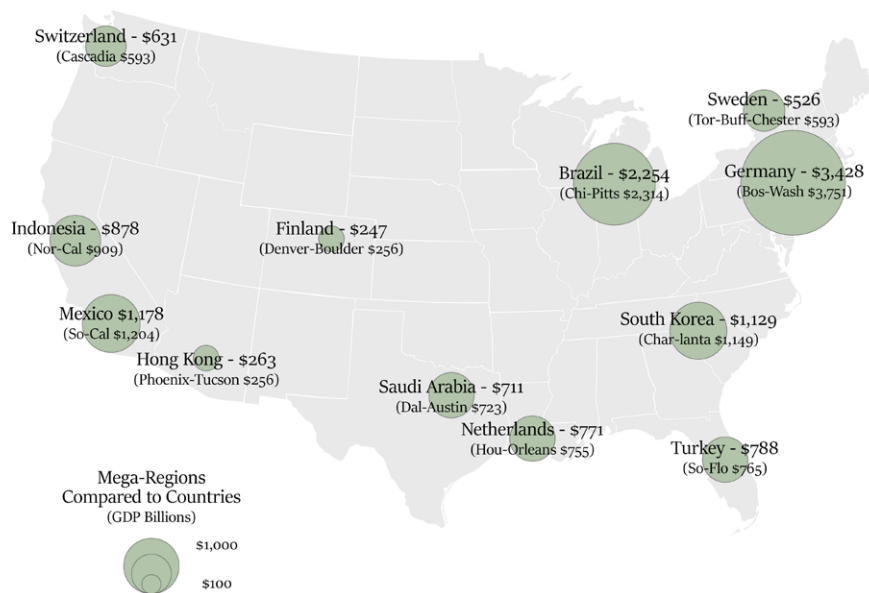 Switzerland - $631
(Cascadia $593)
Sweden - $526
(Tor-Buff-Chester $593)
Brazil - $2,254
(Chi-Pitts $2,314)
Germany - $3,428
(Bos-Wash $3,751)
Indonesia - $878
(Nor-Cal $909)
Finland - $247
(Denver-Boulder $256)
Mexico $1,178
(So-Cal $1,204)
South Korea - $1,129
(Char-lanta $1,149)
Hong Kong - $263
(Phoenix-Tucson $256)
Saudi Arabia - $711
(Dal-Austin $723)
Netherlands - $771
(Hou-Orleans $755)
Turkey - $788
(So-Flo $765)
Mega-Regions
Compared to Countries
(GDP Billions)
$1,000
$100